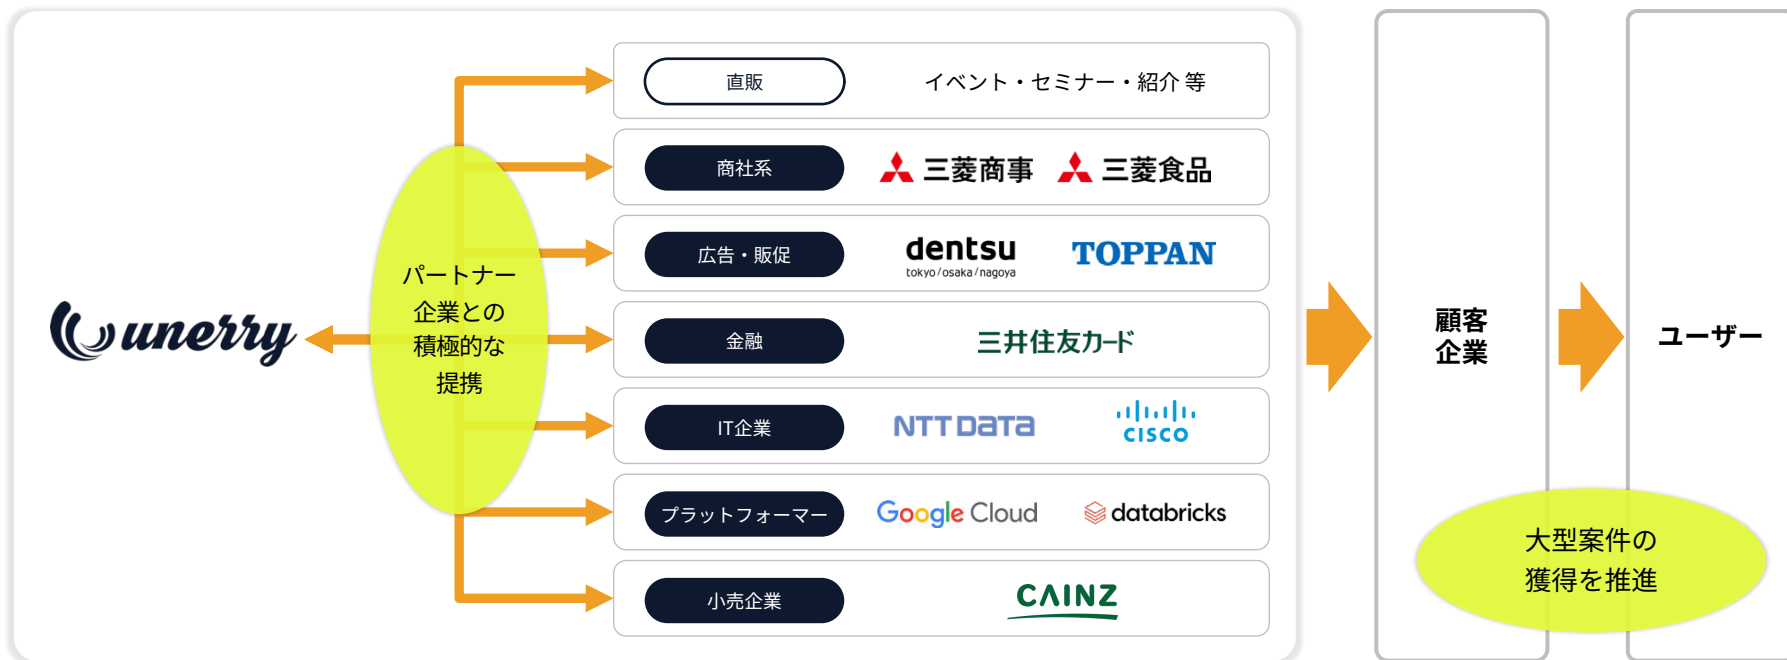 unerry
パートナー
企業との
積極的な
提携
直販
イベント・セミナー・紹介 等
商社系
三菱商事
三菱食品
広告・販促
dentsu
tokyo/osaka/nagoya
TOPPAN
金融
三井住友カード
IT企業
NTT DATA
CISCO
プラットフォーマー
Google Cloud
databricks
小売企業
CAINZ
顧客
企業
ユーザー
大型案件の
獲得を推進